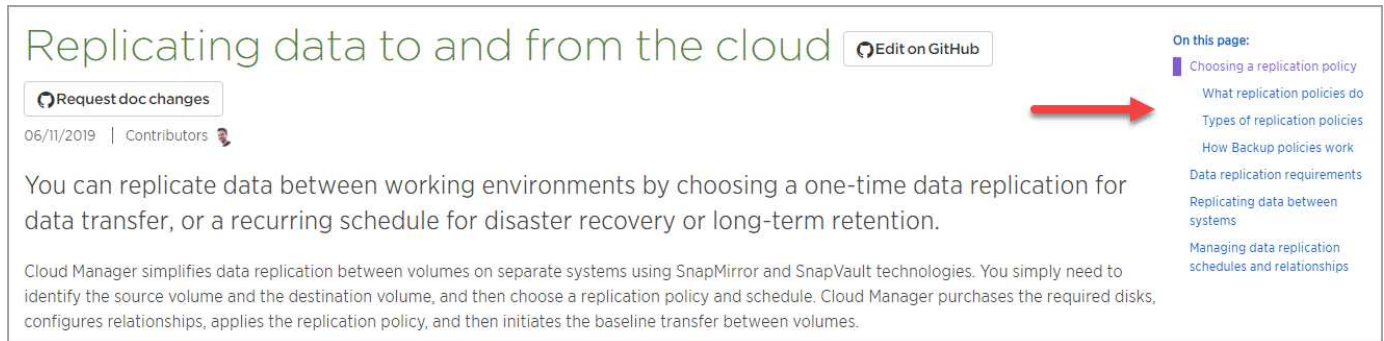 Replicating data to and from the cloud Edit on GitHub
Request doc changes
06/11/2019 | Contributors
You can replicate data between working environments by choosing a one-time data replication for
data transfer, or a recurring schedule for disaster recovery or long-term retention.
Cloud Manager simplifies data replication between volumes on separate systems using SnapMirror and SnapVault technologies. You simply need to
identify the source volume and the destination volume, and then choose a replication policy and schedule. Cloud Manager purchases the required disks,
configures relationships, applies the replication policy, and then initiates the baseline transfer between volumes.
On this page:
Choosing a replication policy
What replication policies do
Types of replication policies
How Backup policies work
Data replication requirements
Replicating data between
systems
Managing data replication
schedules and relationships